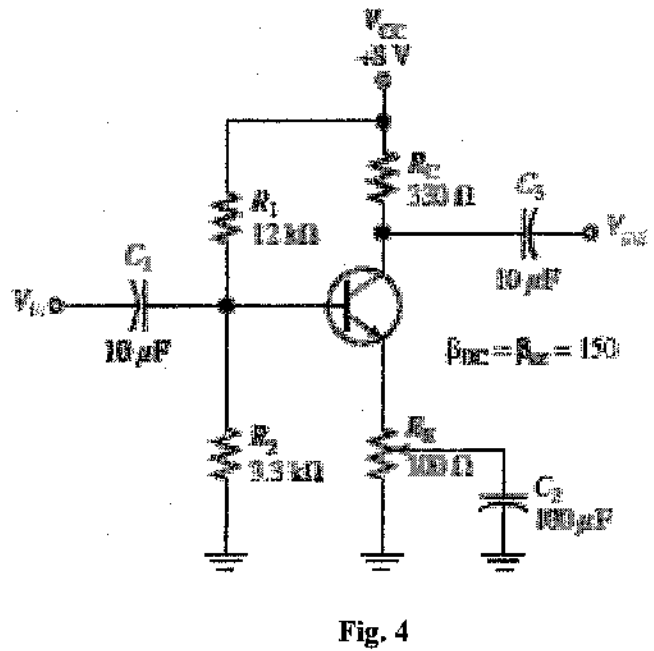 V_CC
+8 V
R_C
330 Ω
R_1
12 kΩ
C_3
V_out
C_1
10 µF
V_in
10 µF
β_DC = β_ac = 150
R_2
3.3 kΩ
R_E
100 Ω
C_2
100 µF
Fig. 4